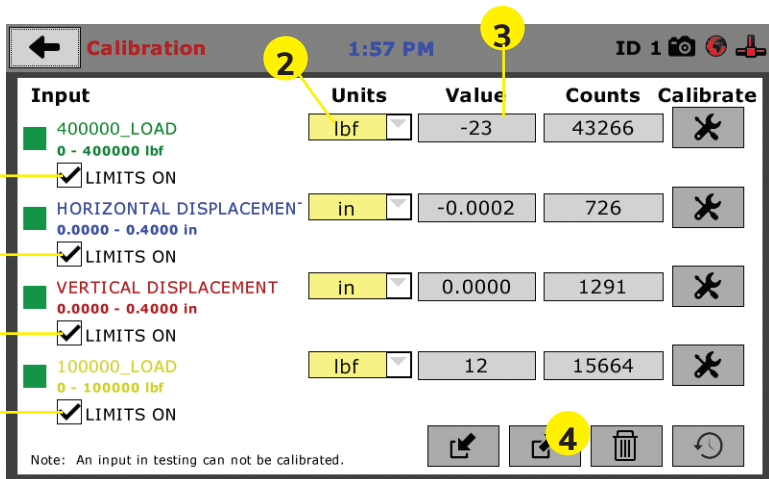 Calibration 1:57 PM ID 1
2 3
Input Units Value Counts Calibrate
400000_LOAD lbf -23 43266
0 - 400000 lbf
LIMITS ON
HORIZONTAL DISPLACEMEN in -0.0002 726
0.0000 - 0.4000 in
LIMITS ON
VERTICAL DISPLACEMENT in 0.0000 1291
0.0000 - 0.4000 in
LIMITS ON
100000_LOAD lbf 12 15664
0 - 100000 lbf
LIMITS ON
4
Note: An input in testing can not be calibrated.